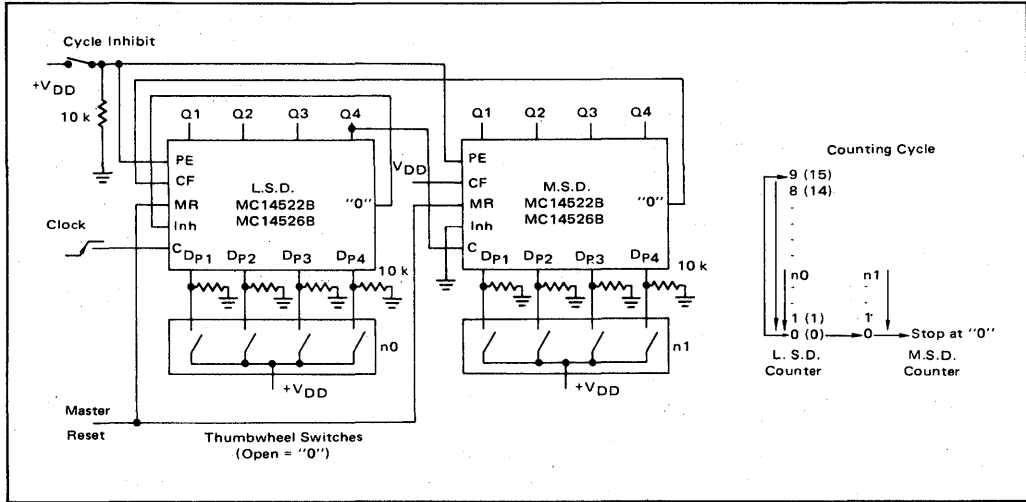 Cycle Inhibit
+VDD
10 k
Q1 Q2 Q3 Q4
PE
CF
MR
Inh
C
L.S.D.
MC14522B
MC14526B
"0"
DP1 DP2 DP3 DP4
Clock
10 k
n0
+VDD
Q1 Q2 Q3 Q4
VDD
PE
CF
MR
Inh
C
M.S.D.
MC14522B
MC14526B
"0"
DP1 DP2 DP3 DP4
10 k
n1
+VDD
Master
Reset
Thumbwheel Switches
(Open = "0")
Counting Cycle
9 (15)
8 (14)
n0 n1
1 (1) 1
0 (0) 0 Stop at "0"
L. S.D. M.S.D.
Counter Counter